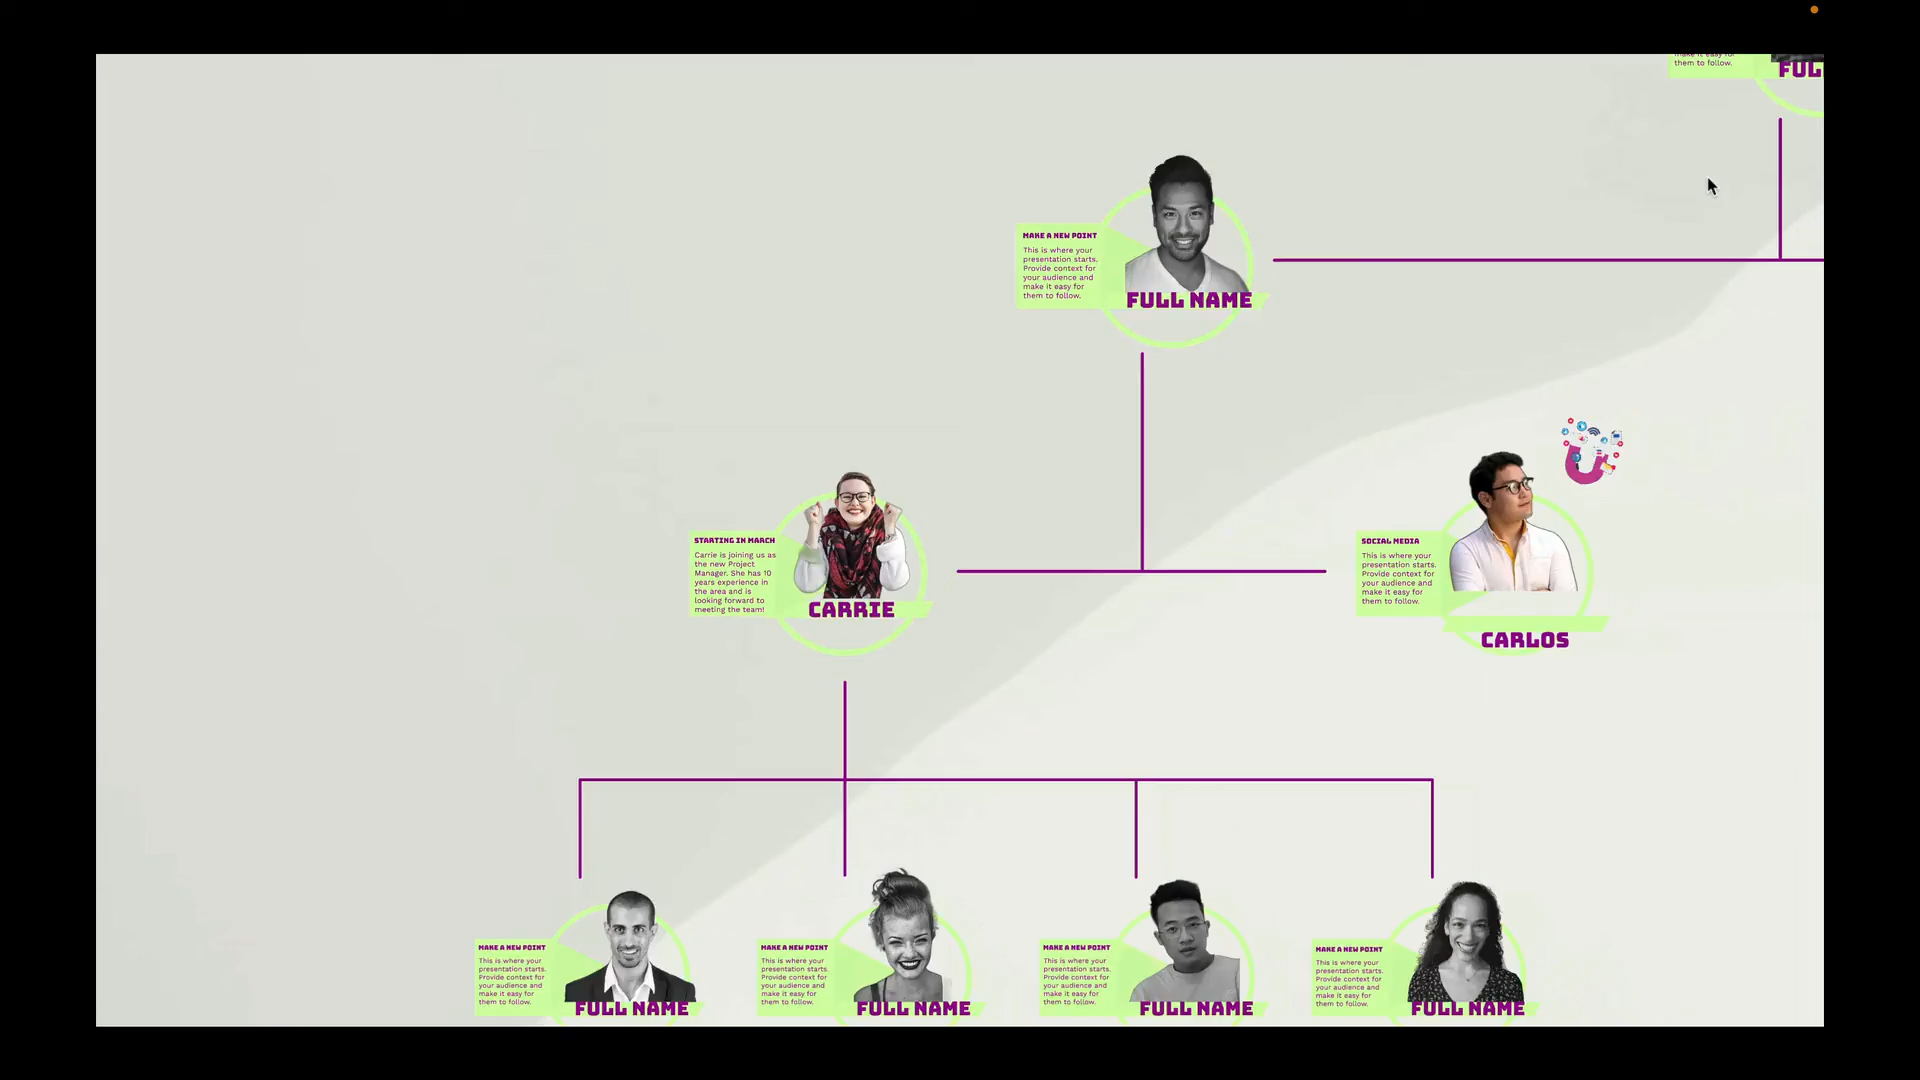 make it easy for
them to follow.
FUL
MAKE A NEW POINT
This is where your
presentation starts.
Provide context for
your audience and
make it easy for
them to follow.
FULL NAME
STARTING IN MARCH
Carrie is joining us as
the new Project
Manager. She has 10
years experience in
the area and is
looking forward to
meeting the team!
CARRIE
SOCIAL MEDIA
This is where your
presentation starts.
Provide context for
your audience and
make it easy for
them to follow.
CARLOS
MAKE A NEW POINT
This is where your
presentation starts.
Provide context for
your audience and
make it easy for
them to follow.
FULL NAME
MAKE A NEW POINT
This is where your
presentation starts.
Provide context for
your audience and
make it easy for
them to follow.
FULL NAME
MAKE A NEW POINT
This is where your
presentation starts.
Provide context for
your audience and
make it easy for
them to follow.
FULL NAME
MAKE A NEW POINT
This is where your
presentation starts.
Provide context for
your audience and
make it easy for
them to follow.
FULL NAME